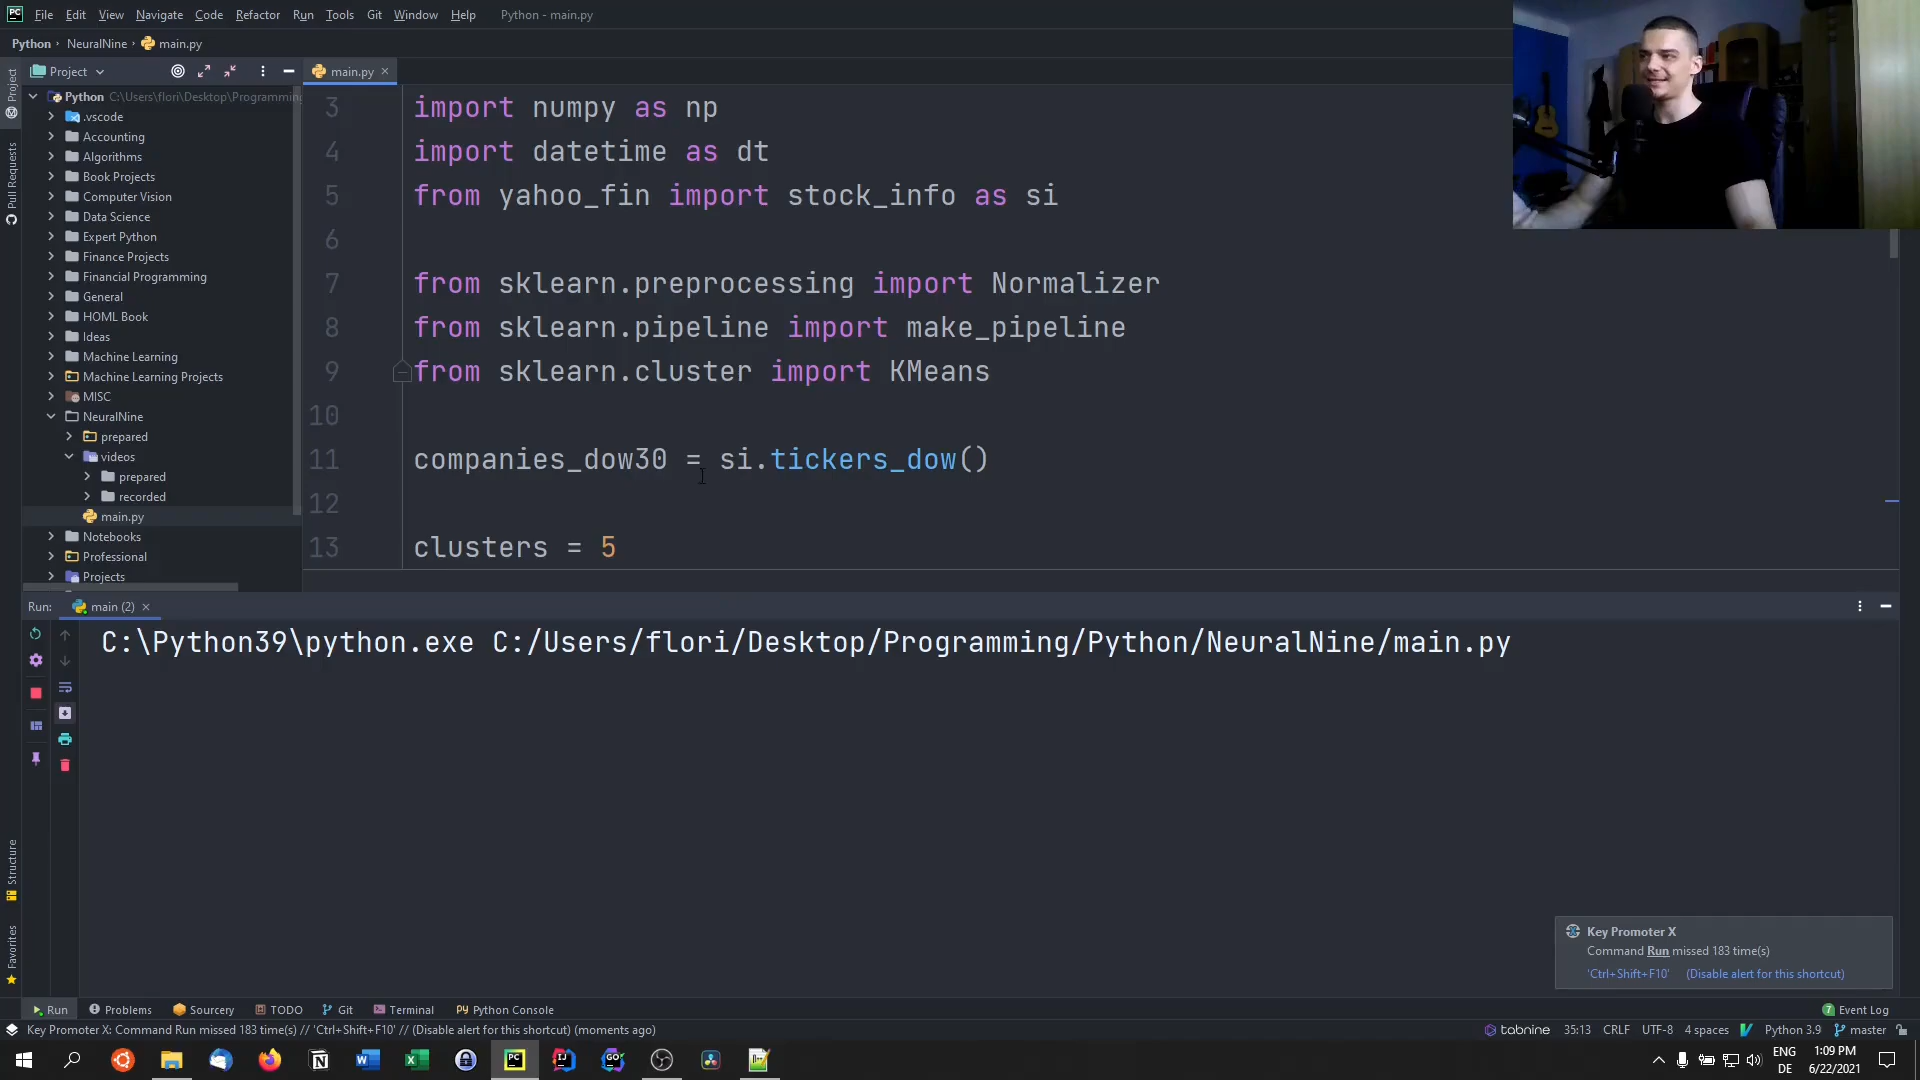 PC File Edit View Navigate Code Refactor Run Tools Git Window Help Python - main.py
Python NeuralNine main.py
Project main.py
Python C:\Users\flori\Desktop\Programming
.vscode
Accounting
Algorithms
Book Projects
Computer Vision
Data Science
Expert Python
Finance Projects
Financial Programming
General
HOML Book
Ideas
Machine Learning
Machine Learning Projects
MISC
NeuralNine
prepared
videos
prepared
recorded
main.py
Notebooks
Professional
Projects
Project
Pull Requests
Structure
Favorites
3 import numpy as np
4 import datetime as dt
5 from yahoo_fin import stock_info as si
6
7 from sklearn.preprocessing import Normalizer
8 from sklearn.pipeline import make_pipeline
9 from sklearn.cluster import KMeans
10
11 companies_dow30 = si.tickers_dow()
12
13 clusters = 5
Run: main (2)
C:\Python39\python.exe C:/Users/flori/Desktop/Programming/Python/NeuralNine/main.py
Key Promoter X
Command Run missed 183 time(s)
'Ctrl+Shift+F10' (Disable alert for this shortcut)
Run Problems Sourcery TODO Git Terminal Python Console 7 Event Log
Key Promoter X: Command Run missed 183 time(s) // 'Ctrl+Shift+F10' // (Disable alert for this shortcut) (moments ago) tabnine 35:13 CRLF UTF-8 4 spaces Python 3.9 master
ENG 1:09 PM
DE 6/22/2021